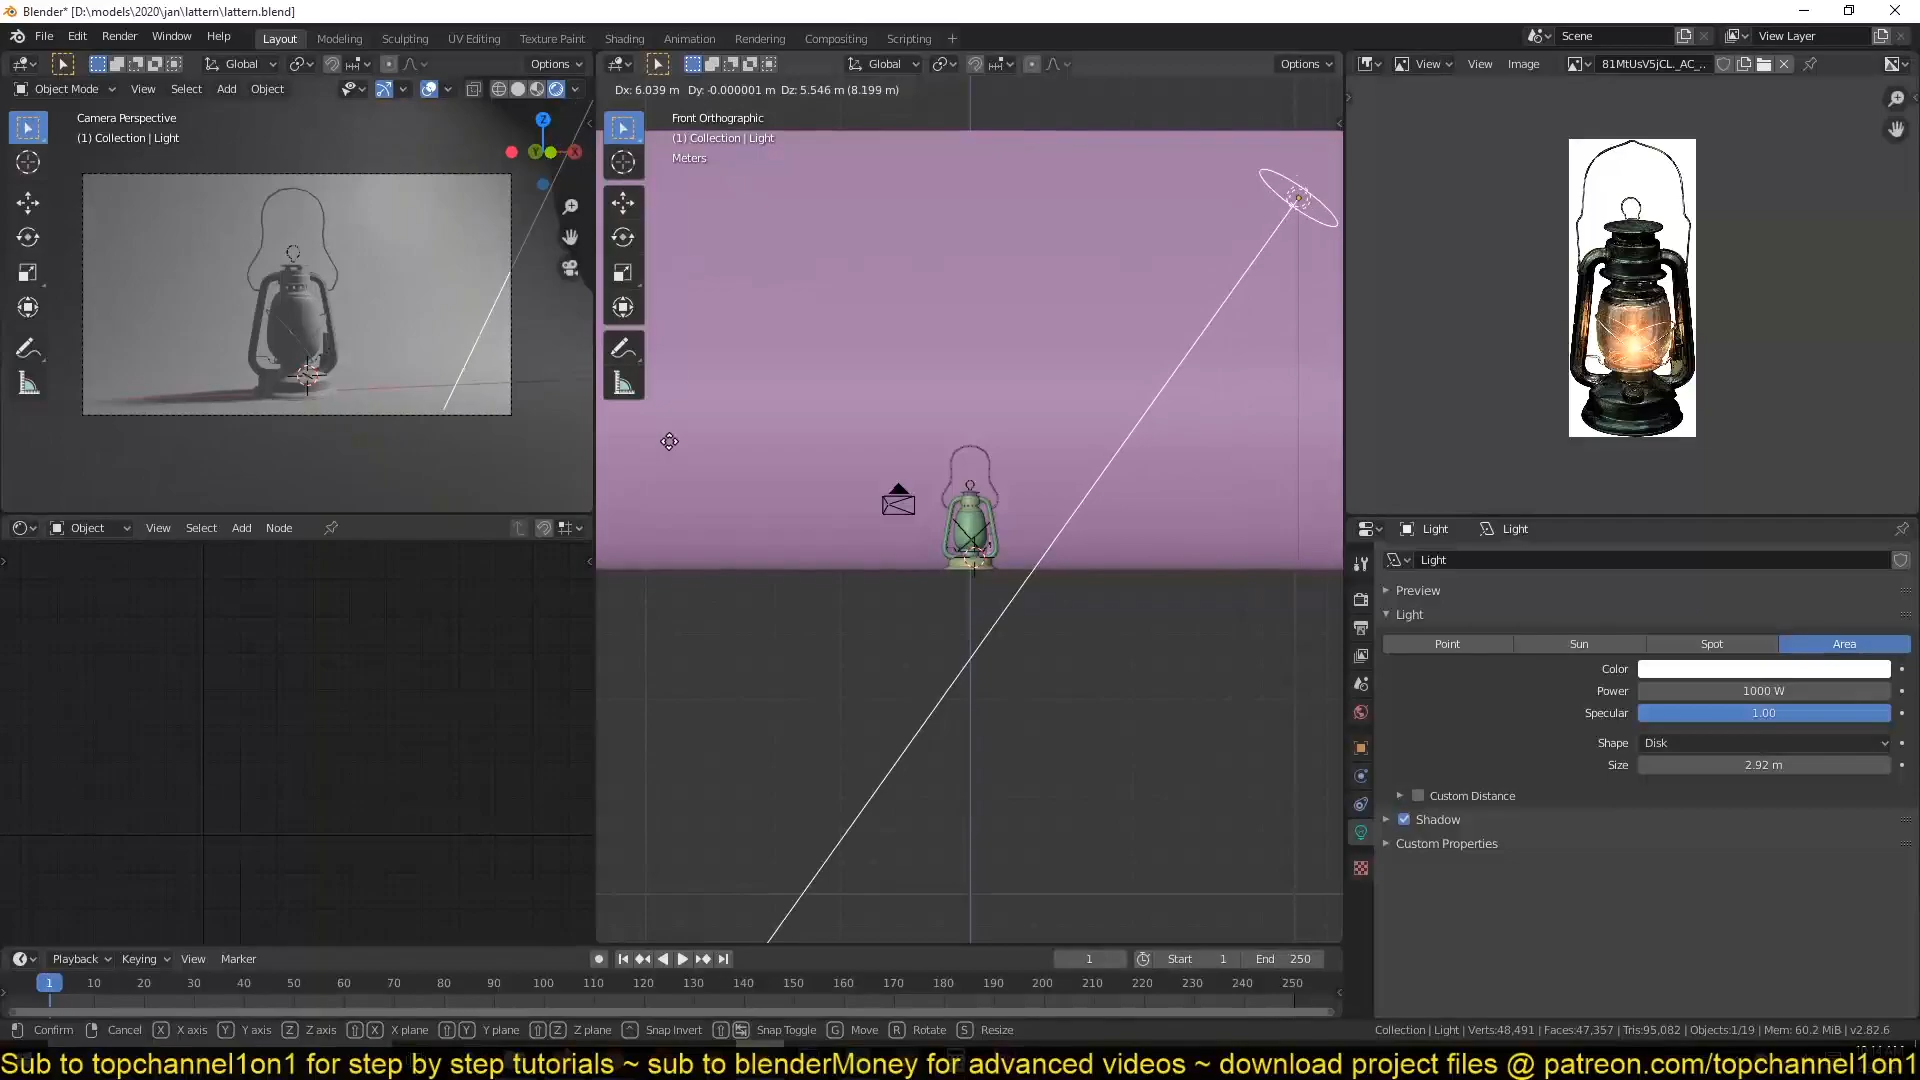 Blender* [D:\models\2020\jan\lattern\lattern.blend]
File Edit Render Window Help Layout Modeling Sculpting UV Editing Texture Paint Shading Animation Rendering Compositing Scripting + Scene View Layer
Global Options Global Options View View Image 81MtUsV5jCL._AC_..
Object Mode View Select Add Object Dx: 6.039 m Dy: -0.000001 m Dz: 5.546 m (8.199 m)
Camera Perspective
(1) Collection | Light
Z
Y
X
Front Orthographic
(1) Collection | Light
Meters
Object View Select Add Node
Light Light
Light
Preview
Light
Point Sun Spot Area
Color
Power 1000 W
Specular 1.00
Shape Disk
Size 2.92 m
Custom Distance
Shadow
Custom Properties
Playback Keying View Marker 1 Start 1 End 250
1 10 20 30 40 50 60 70 80 90 100 110 120 130 140 150 160 170 180 190 200 210 220 230 240 250
Confirm Cancel X X axis Y Y axis Z Z axis X X plane Y Y plane Z Z plane Snap Invert Snap Toggle G Move R Rotate S Resize Collection | Light | Verts:48,491 | Faces:47,357 | Tris:95,082 | Objects:1/19 | Mem: 60.2 MiB | v2.82.6
Sub to topchannel1on1 for step by step tutorials ~ sub to blenderMoney for advanced videos ~ download project files @ patreon.com/topchannel1on1